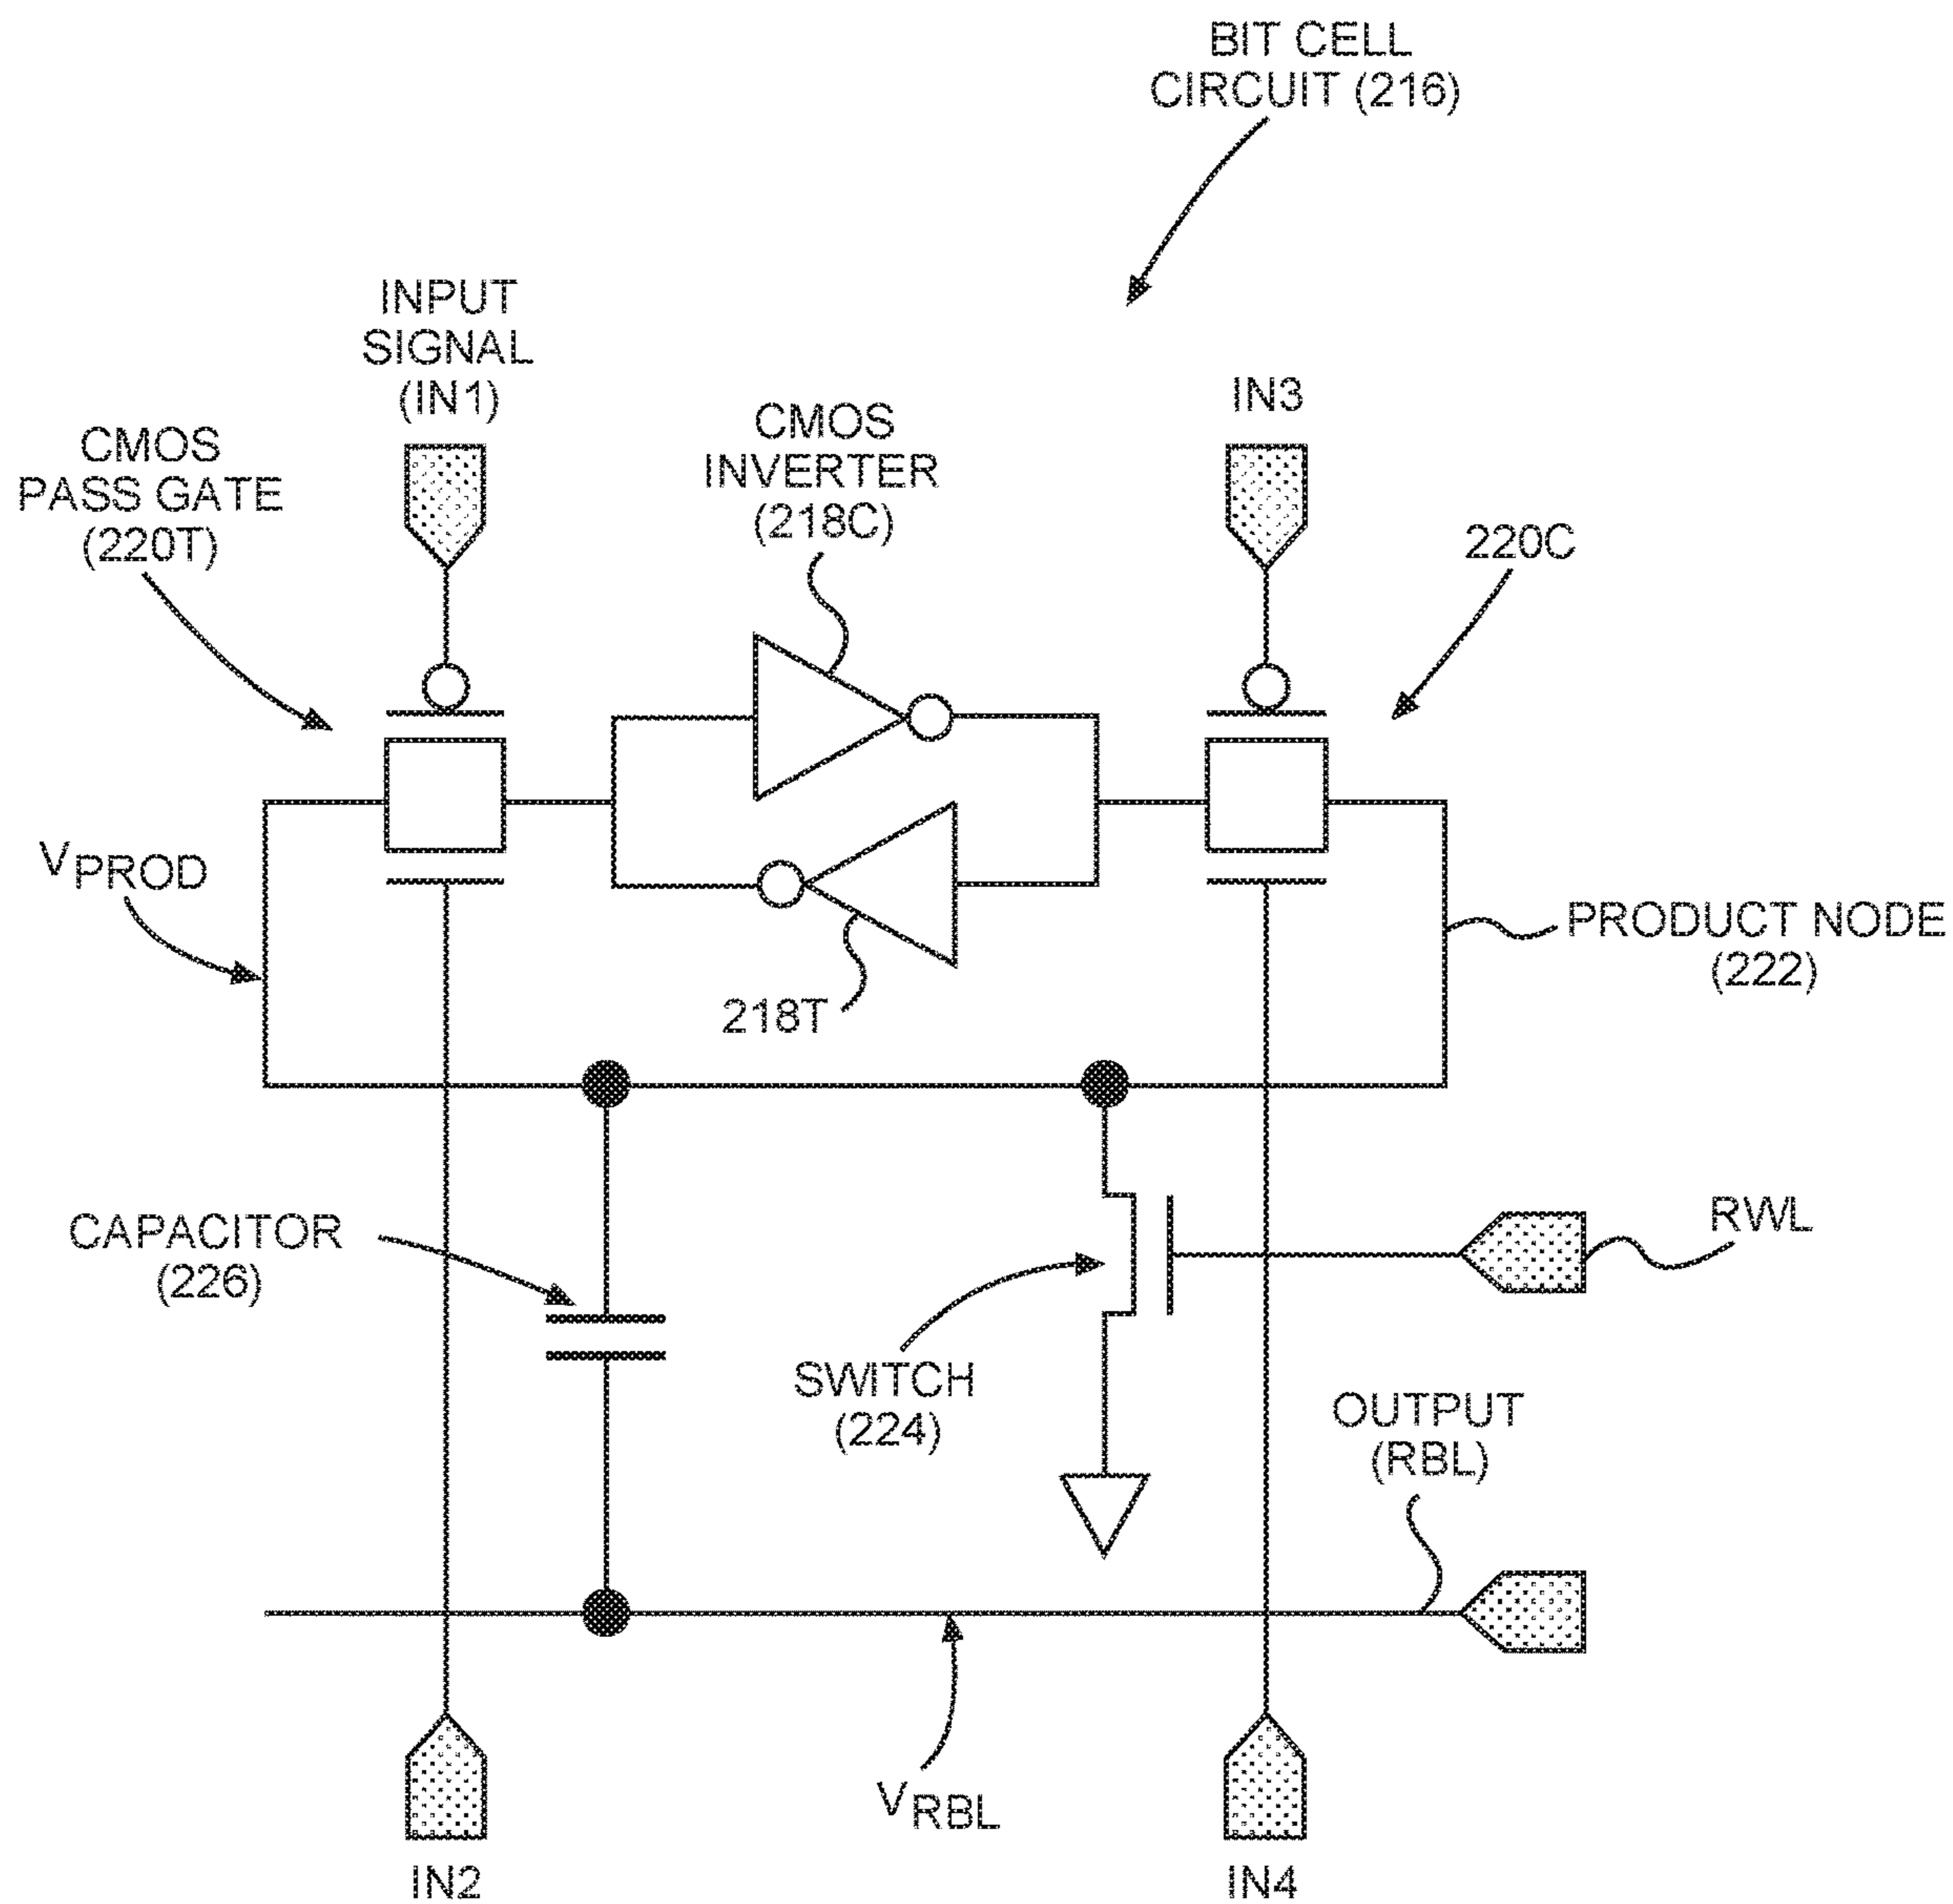 BIT CELL
CIRCUIT (216)
INPUT
SIGNAL
(IN1)
IN3
CMOS
PASS GATE
(220T)
CMOS
INVERTER
(218C)
220C
VPROD
PRODUCT NODE
(222)
218T
CAPACITOR
(226)
RWL
SWITCH
(224)
OUTPUT
(RBL)
VRBL
IN2
IN4